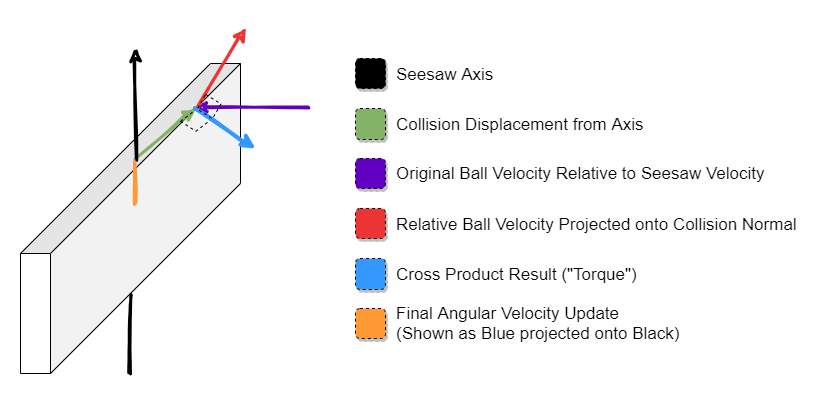 Seesaw Axis
Collision Displacement from Axis
Original Ball Velocity Relative to Seesaw Velocity
Relative Ball Velocity Projected onto Collision Normal
Cross Product Result ("Torque")
Final Angular Velocity Update
(Shown as Blue projected onto Black)